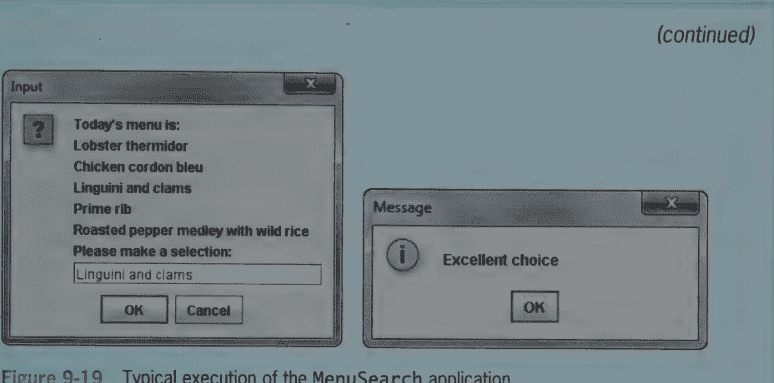 (continued)
Input
Today's menu is:
Lobster thermidor
Chicken cordon bleu
Linguini and clams
Prime rib
Roasted pepper medley with wild rice
Please make a selection:
Linguini and clams
OK Cancel
Message
Excellent choice
OK
Figure 9-19 Typical execution of the MenuSearch application